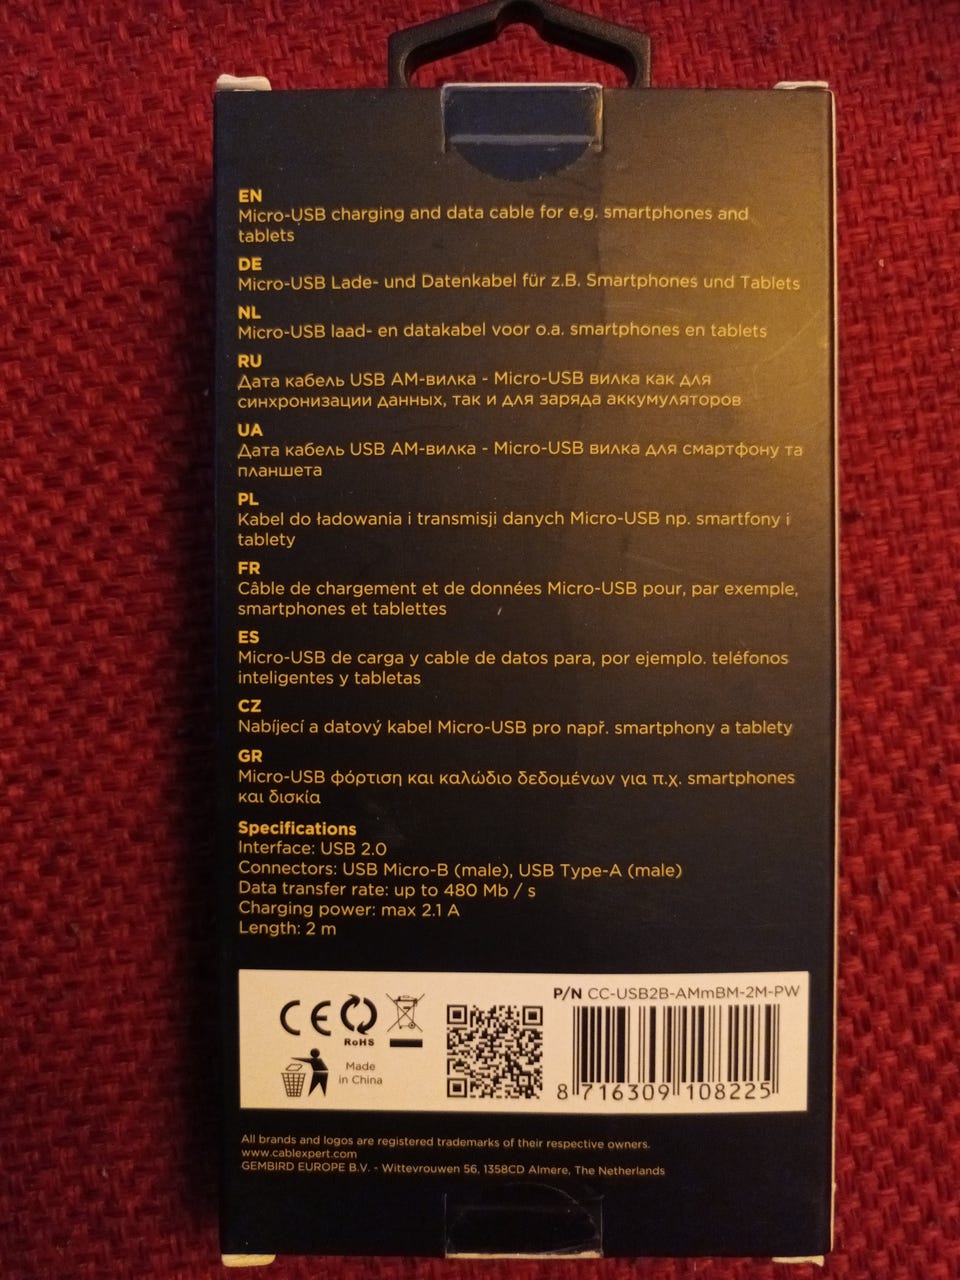 EN
Micro-USB charging and data cable for e.g. smartphones and
tablets
DE
Micro-USB Lade- und Datenkabel für z.B. Smartphones und Tablets
NL
Micro-USB laad- en datakabel voor o.a. smartphones en tablets
RU
Дата кабель USB AM-вилка - Micro-USB вилка как для
синхронизации данных, так и для заряда аккумуляторов
UA
Дата кабель USB AM-вилка - Micro-USB вилка для смартфону та
планшета
PL
Kabel do ładowania i transmisji danych Micro-USB np. smartfony i
tablety
FR
Câble de chargement et de données Micro-USB pour, par exemple,
smartphones et tablettes
ES
Micro-USB de carga y cable de datos para, por ejemplo. teléfonos
inteligentes y tabletas
CZ
Nabíjecí a datový kabel Micro-USB pro např. smartphony a tablety
GR
Micro-USB φόρτιση και καλώδιο δεδομένων για π.χ. smartphones
και δισκία
Specifications
Interface: USB 2.0
Connectors: USB Micro-B (male), USB Type-A (male)
Data transfer rate: up to 480 Mb / s
Charging power: max 2.1 A
Length: 2 m
P/N CC-USB2B-AMmBM-2M-PW
CE
RoHS
Made
in China
8 716309 108225
All brands and logos are registered trademarks of their respective owners.
www.cablexpert.com
GEMBIRD EUROPE B.V. - Wittevrouwen 56, 1358CD Almere, The Netherlands